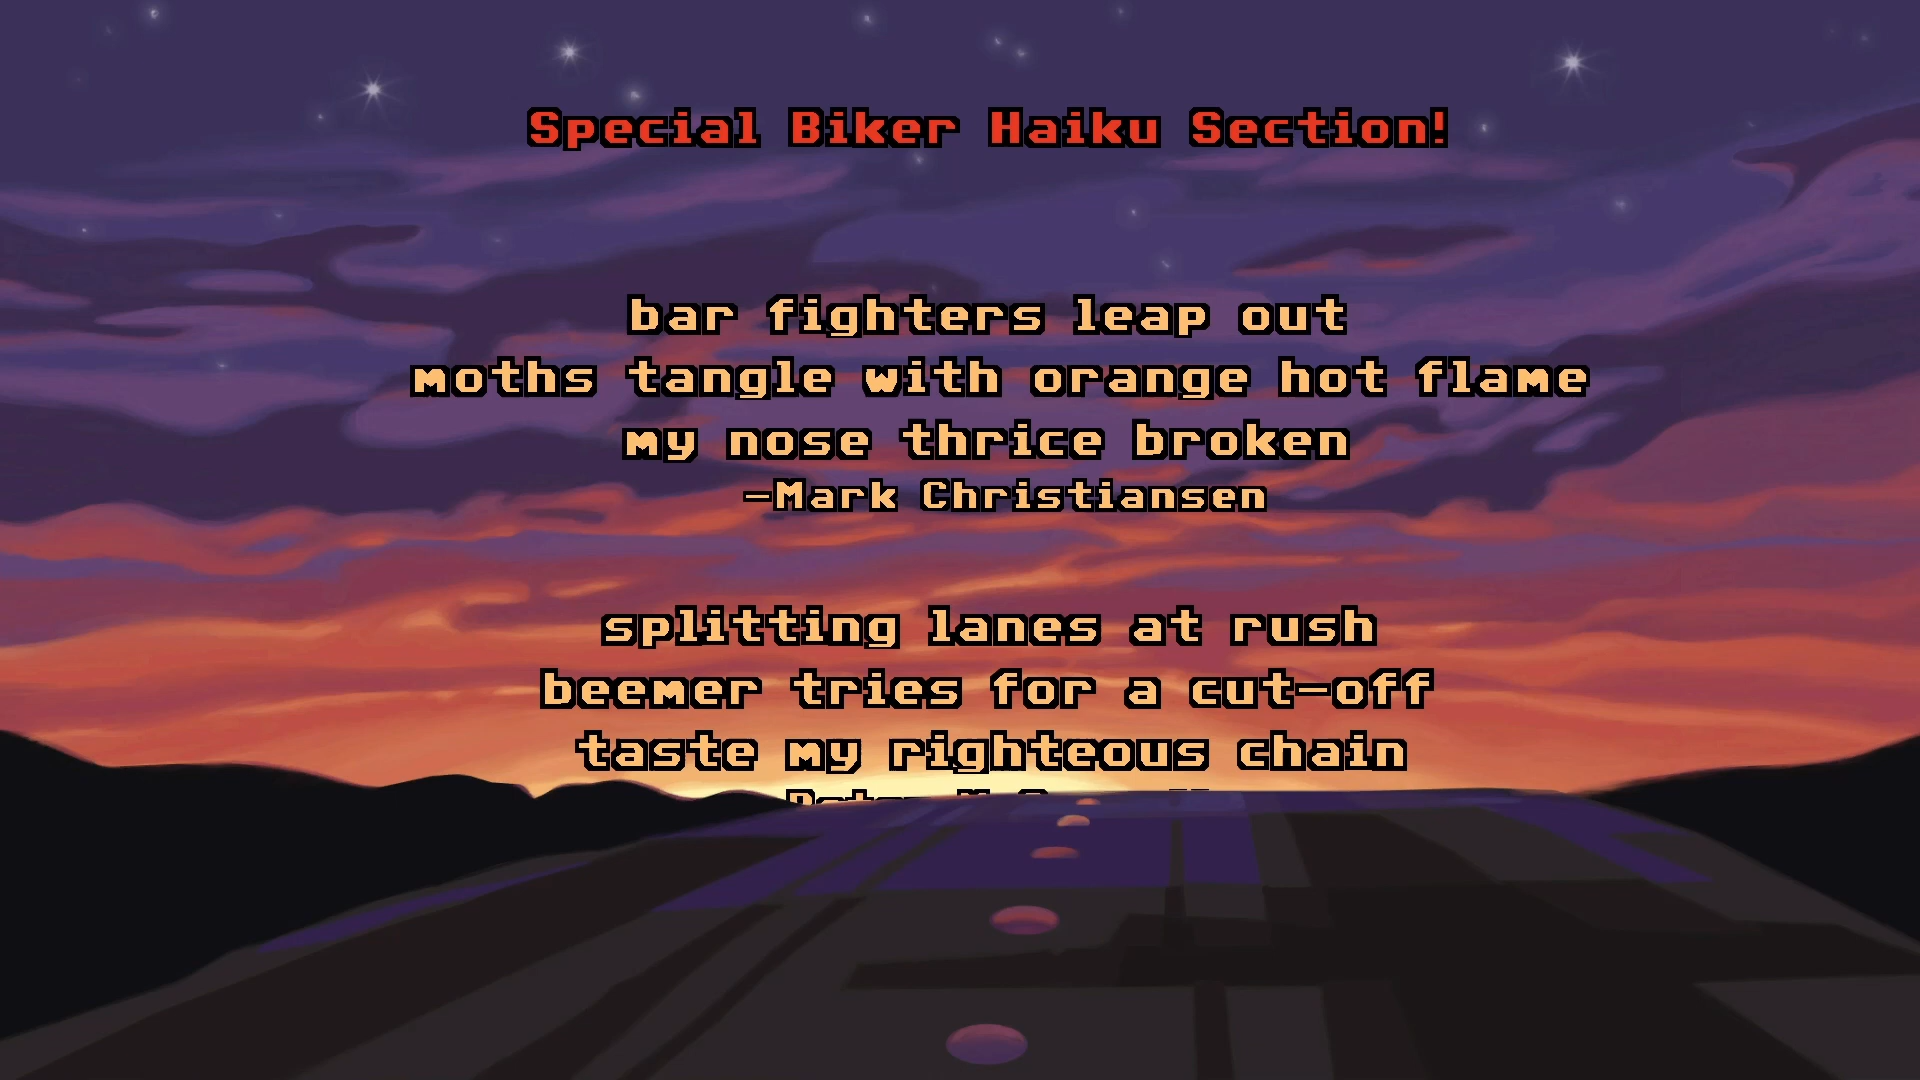 Special Biker Haiku Section!
bar fighters leap out
moths tangle with orange hot flame
my nose thrice broken
—Mark Christiansen
splitting lanes at rush
beemer tries for a cut-off
taste my righteous chain